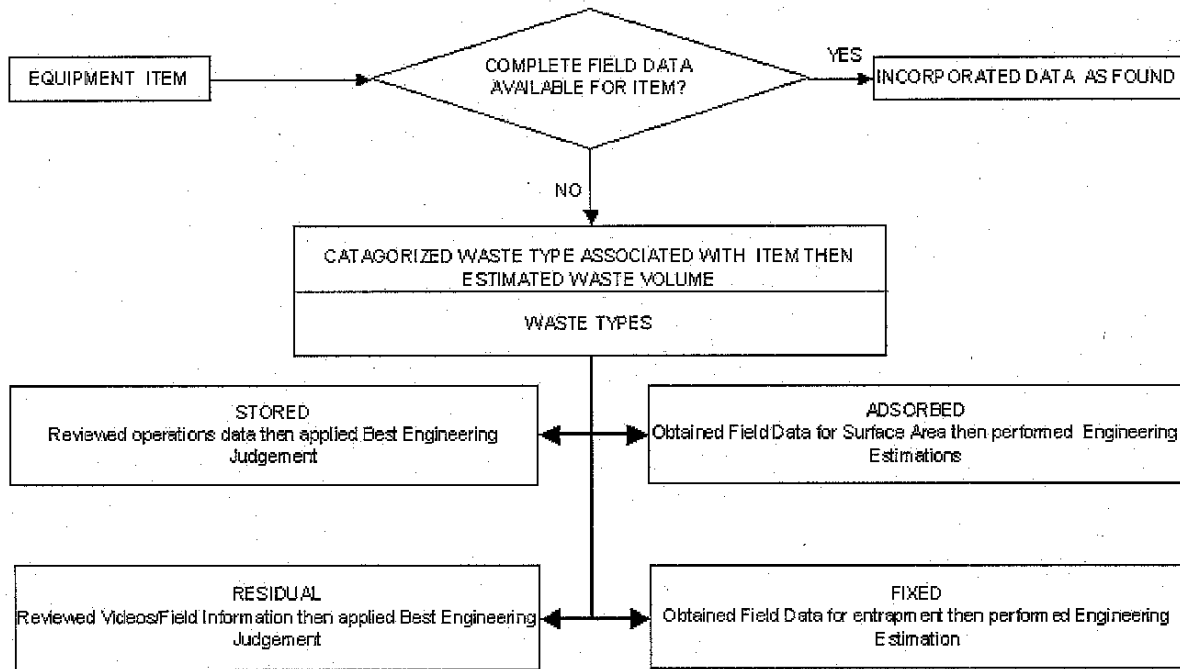 EQUIPMENT ITEM
COMPLETE FIELD DATA
AVAILABLE FOR ITEM?
YES
INCORPORATED DATA AS FOUND
NO
CATAGORIZED WASTE TYPE ASSOCIATED WITH ITEM THEN
ESTIMATED WASTE VOLUME
WASTE TYPES
STORED
Reviewed operations data then applied Best Engineering
Judgement
ADSORBED
Obtained Field Data for Surface Area then performed Engineering
Estimations
RESIDUAL
Reviewed Videos/Field Information then applied Best Engineering
Judgement
FIXED
Obtained Field Data for entrapment then performed Engineering
Estimation